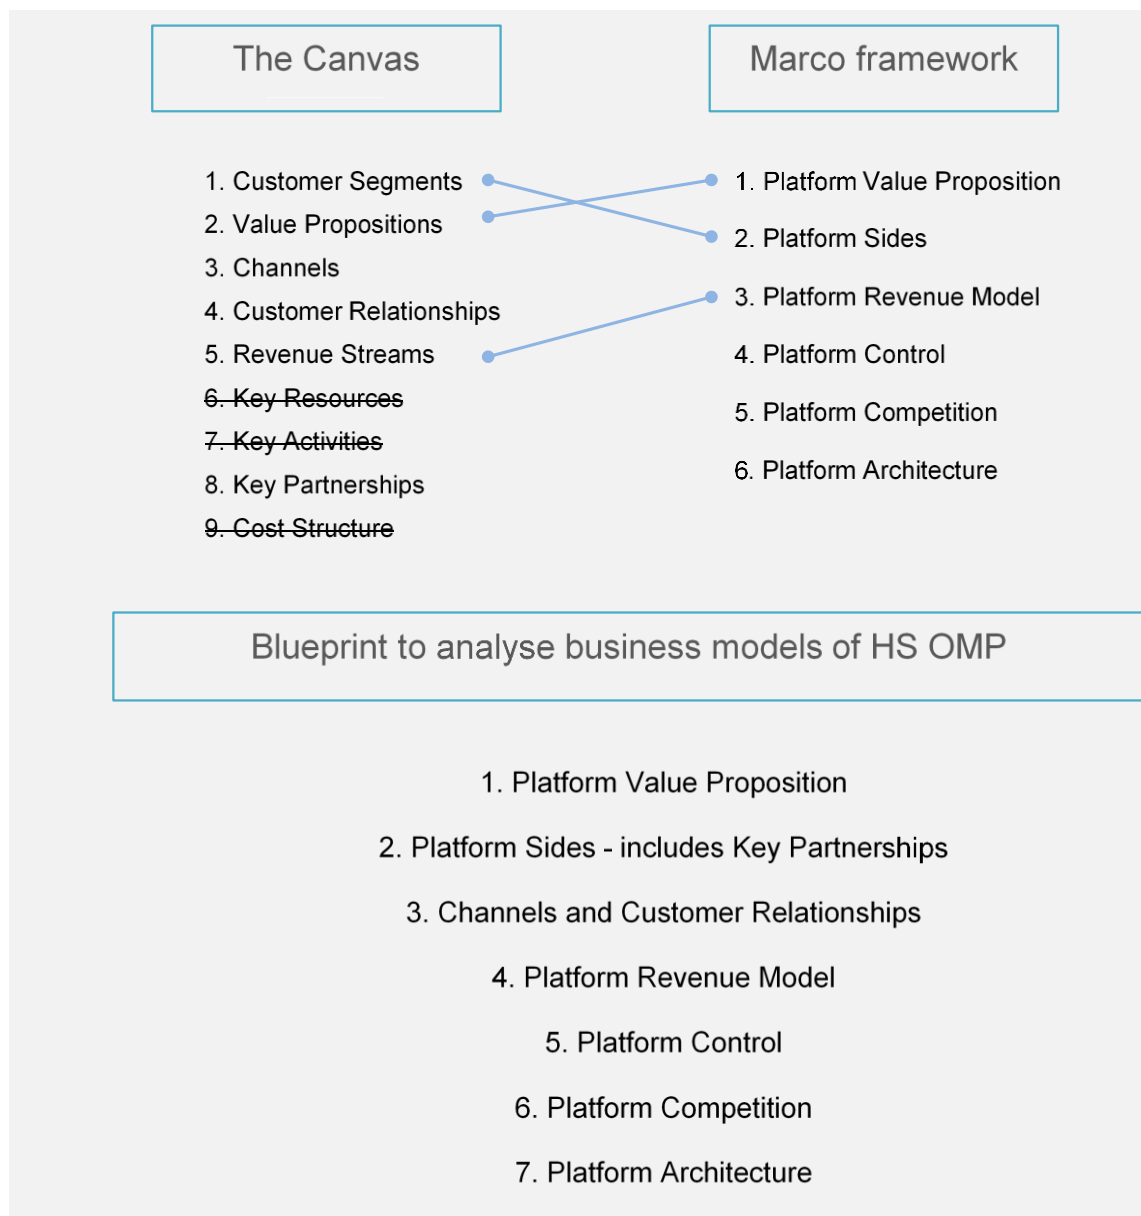 The Canvas
Marco framework
1. Customer Segments
2. Value Propositions
3. Channels
4. Customer Relationships
5. Revenue Streams
6. Key Resources
7. Key Activities
8. Key Partnerships
9. Cost Structure
1. Platform Value Proposition
2. Platform Sides
3. Platform Revenue Model
4. Platform Control
5. Platform Competition
6. Platform Architecture
Blueprint to analyse business models of HS OMP
1. Platform Value Proposition
2. Platform Sides - includes Key Partnerships
3. Channels and Customer Relationships
4. Platform Revenue Model
5. Platform Control
6. Platform Competition
7. Platform Architecture